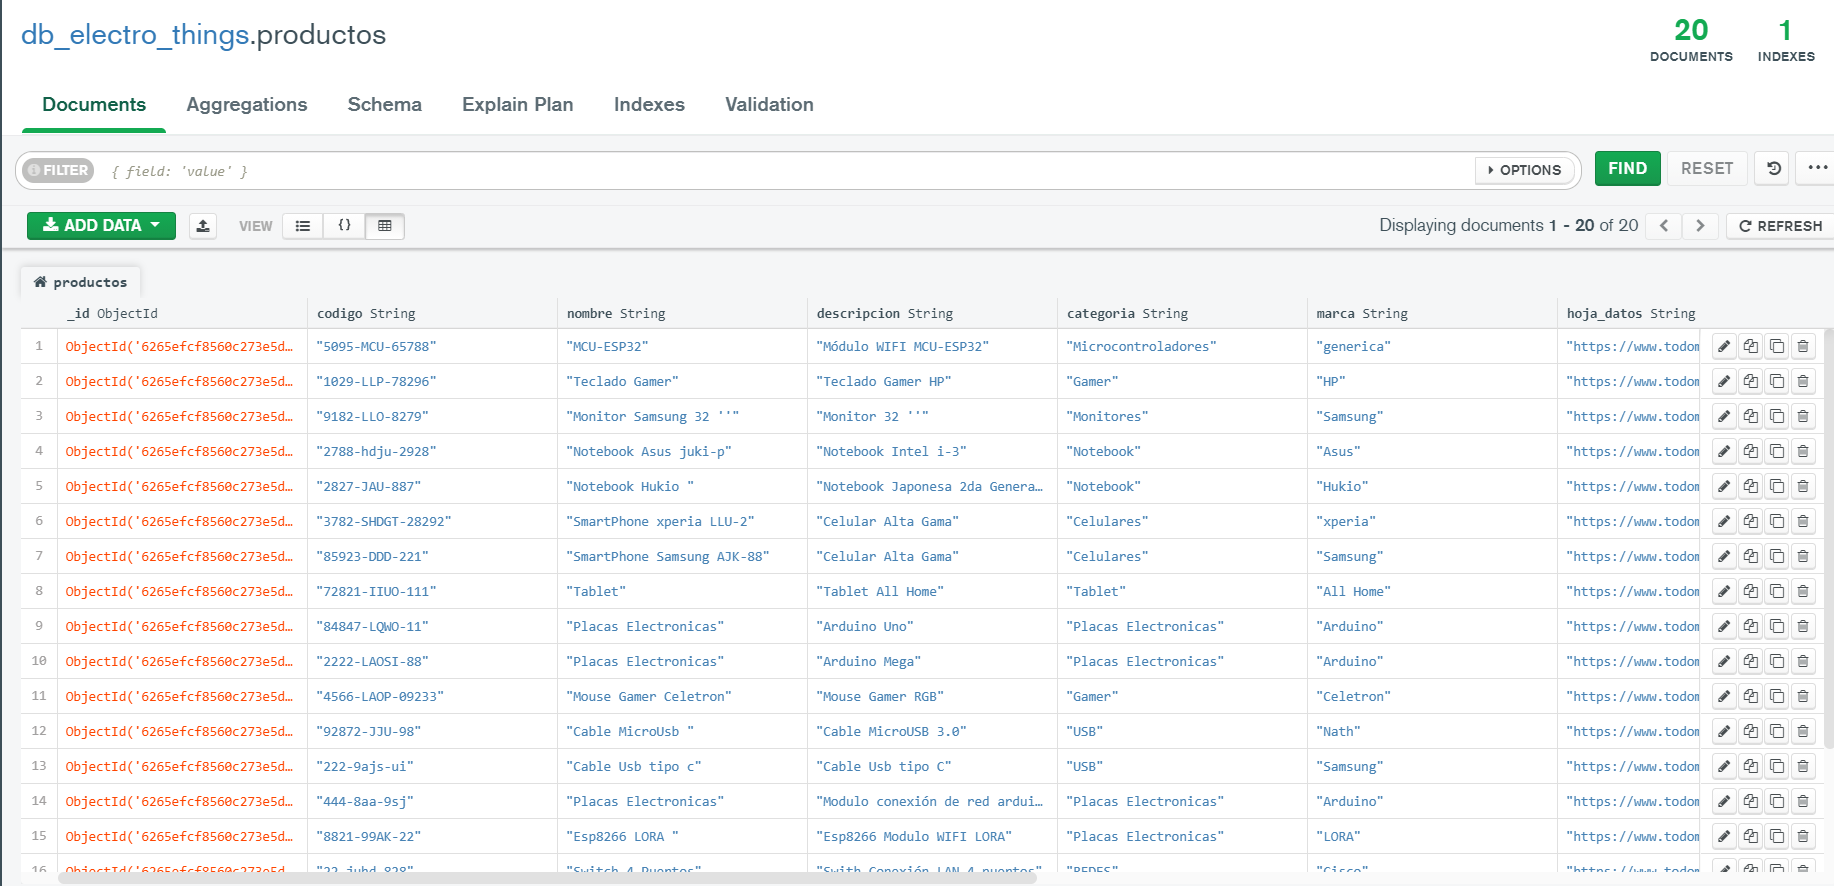 db_electro_things.productos
20 DOCUMENTS
1 INDEXES
Documents Aggregations Schema Explain Plan Indexes Validation
FILTER { field: 'value' } OPTIONS FIND RESET ...
ADD DATA VIEW {} Displaying documents 1 - 20 of 20 REFRESH
productos
_id ObjectId codigo String nombre String descripcion String categoria String marca String hoja_datos String
1 ObjectId('6265efcf8560c273e5d… "5095-MCU-65788" "MCU-ESP32" "Módulo WIFI MCU-ESP32" "Microcontroladores" "generica" "https://www.todom
2 ObjectId('6265efcf8560c273e5d… "1029-LLP-78296" "Teclado Gamer" "Teclado Gamer HP" "Gamer" "HP" "https://www.todom
3 ObjectId('6265efcf8560c273e5d… "9182-LLO-8279" "Monitor Samsung 32 ''" "Monitor 32 ''" "Monitores" "Samsung" "https://www.todom
4 ObjectId('6265efcf8560c273e5d… "2788-hdju-2928" "Notebook Asus juki-p" "Notebook Intel i-3" "Notebook" "Asus" "https://www.todom
5 ObjectId('6265efcf8560c273e5d… "2827-JAU-887" "Notebook Hukio " "Notebook Japonesa 2da Genera… "Notebook" "Hukio" "https://www.todom
6 ObjectId('6265efcf8560c273e5d… "3782-SHDGT-28292" "SmartPhone xperia LLU-2" "Celular Alta Gama" "Celulares" "xperia" "https://www.todom
7 ObjectId('6265efcf8560c273e5d… "85923-DDD-221" "SmartPhone Samsung AJK-88" "Celular Alta Gama" "Celulares" "Samsung" "https://www.todom
8 ObjectId('6265efcf8560c273e5d… "72821-IIUO-111" "Tablet" "Tablet All Home" "Tablet" "All Home" "https://www.todom
9 ObjectId('6265efcf8560c273e5d… "84847-LQWO-11" "Placas Electronicas" "Arduino Uno" "Placas Electronicas" "Arduino" "https://www.todom
10 ObjectId('6265efcf8560c273e5d… "2222-LAOSI-88" "Placas Electronicas" "Arduino Mega" "Placas Electronicas" "Arduino" "https://www.todom
11 ObjectId('6265efcf8560c273e5d… "4566-LAOP-09233" "Mouse Gamer Celetron" "Mouse Gamer RGB" "Gamer" "Celetron" "https://www.todom
12 ObjectId('6265efcf8560c273e5d… "92872-JJU-98" "Cable MicroUsb " "Cable MicroUSB 3.0" "USB" "Nath" "https://www.todom
13 ObjectId('6265efcf8560c273e5d… "222-9ajs-ui" "Cable Usb tipo c" "Cable Usb tipo C" "USB" "Samsung" "https://www.todom
14 ObjectId('6265efcf8560c273e5d… "444-8aa-9sj" "Placas Electronicas" "Modulo conexión de red ardui… "Placas Electronicas" "Arduino" "https://www.todom
15 ObjectId('6265efcf8560c273e5d… "8821-99AK-22" "Esp8266 LORA " "Esp8266 Modulo WIFI LORA" "Placas Electronicas" "LORA" "https://www.todom
16 ObjectId('6265efcf8560c273e5d… "22-juhd-828" "Switch 4 Puertos" "Swith Conexión LAN 4 puertos" "REDES" "Cisco" "https://www.todom